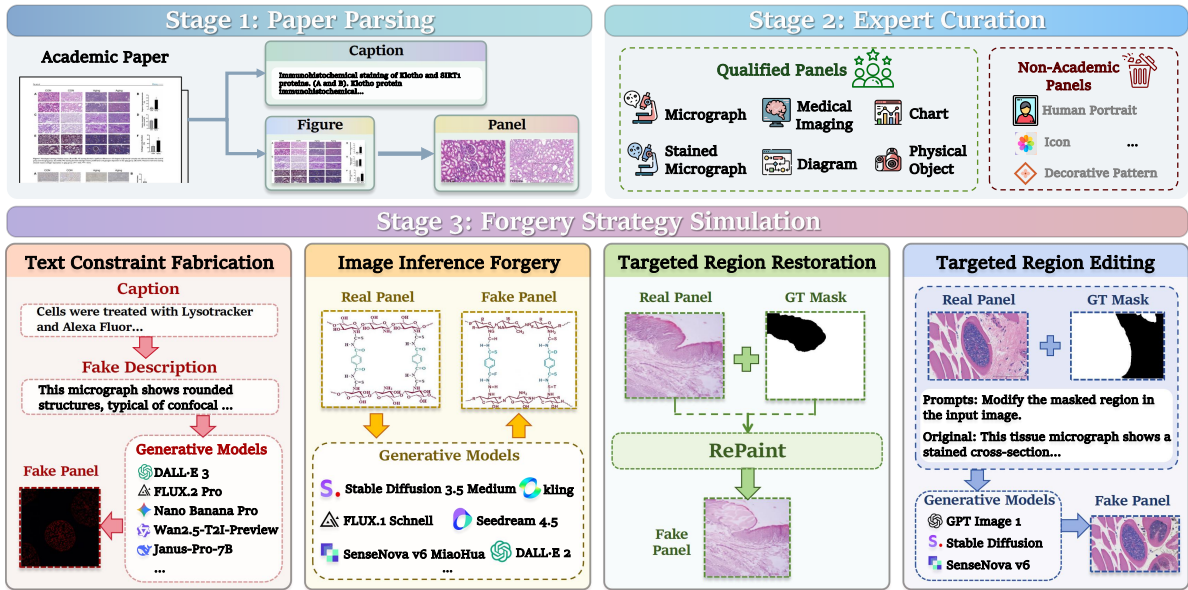 Stage 1: Paper Parsing
Academic Paper
Caption
Immunohistochemical staining of Klotho and SIRT1
proteins. (A and B). Klotho protein
immunohistochemical...
Figure
Panel
Stage 2: Expert Curation
Qualified Panels
Micrograph
Medical
Imaging
Chart
Stained
Micrograph
Diagram
Physical
Object
Non-Academic
Panels
Human Portrait
Icon
...
Decorative Pattern
Stage 3: Forgery Strategy Simulation
Text Constraint Fabrication
Caption
Cells were treated with Lysotracker
and Alexa Fluor...
Fake Description
This micrograph shows rounded
structures, typical of confocal ...
Generative Models
DALL·E 3
FLUX.2 Pro
Nano Banana Pro
Wan2.5-T2I-Preview
Janus-Pro-7B
...
Fake Panel
Image Inference Forgery
Real Panel
Fake Panel
Generative Models
Stable Diffusion 3.5 Medium
kling
FLUX.1 Schnell
Seedream 4.5
SenseNova v6 MiaoHua
DALL·E 2
...
Targeted Region Restoration
Real Panel
GT Mask
RePaint
Fake
Panel
Targeted Region Editing
Real Panel
GT Mask
Prompts: Modify the masked region in
the input image.
Original: This tissue micrograph shows a
stained cross-section...
Generative Models
GPT Image 1
Stable Diffusion
SenseNova v6
Fake Panel